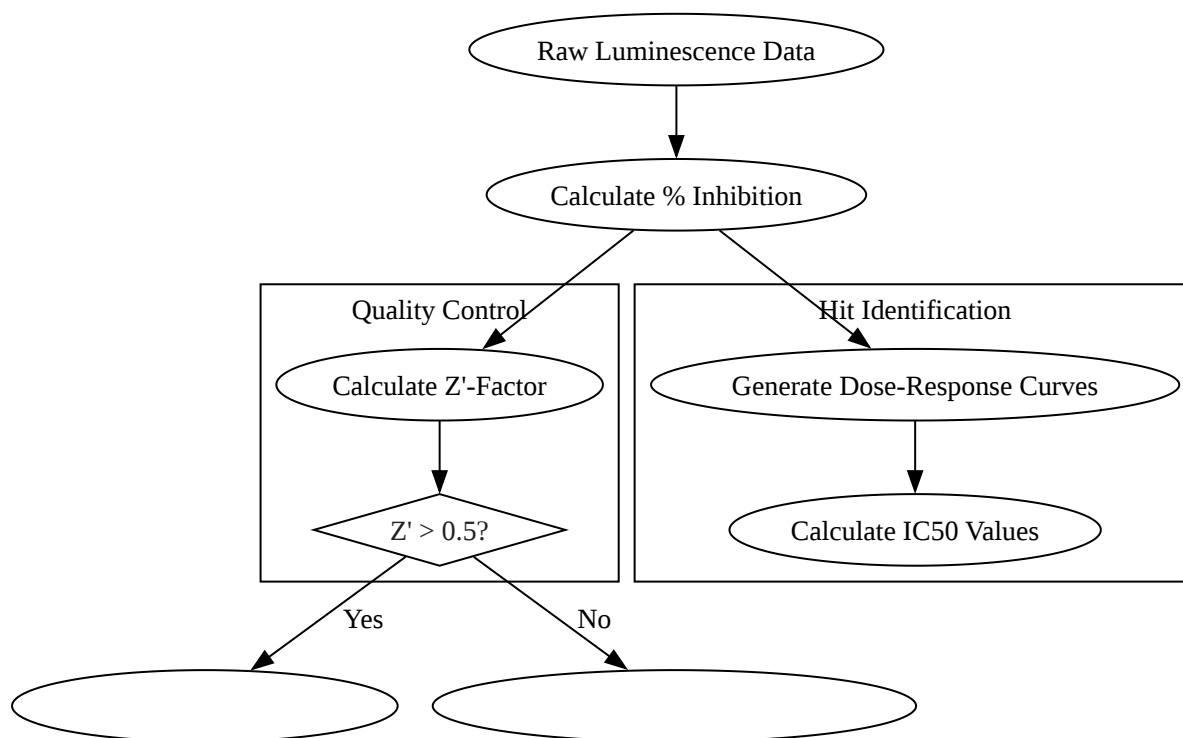 Raw Luminescence Data
Calculate % Inhibition
Quality Control
Hit Identification
Calculate Z'-Factor
Generate Dose-Response Curves
Z' > 0.5?
Calculate IC50 Values
Yes
No